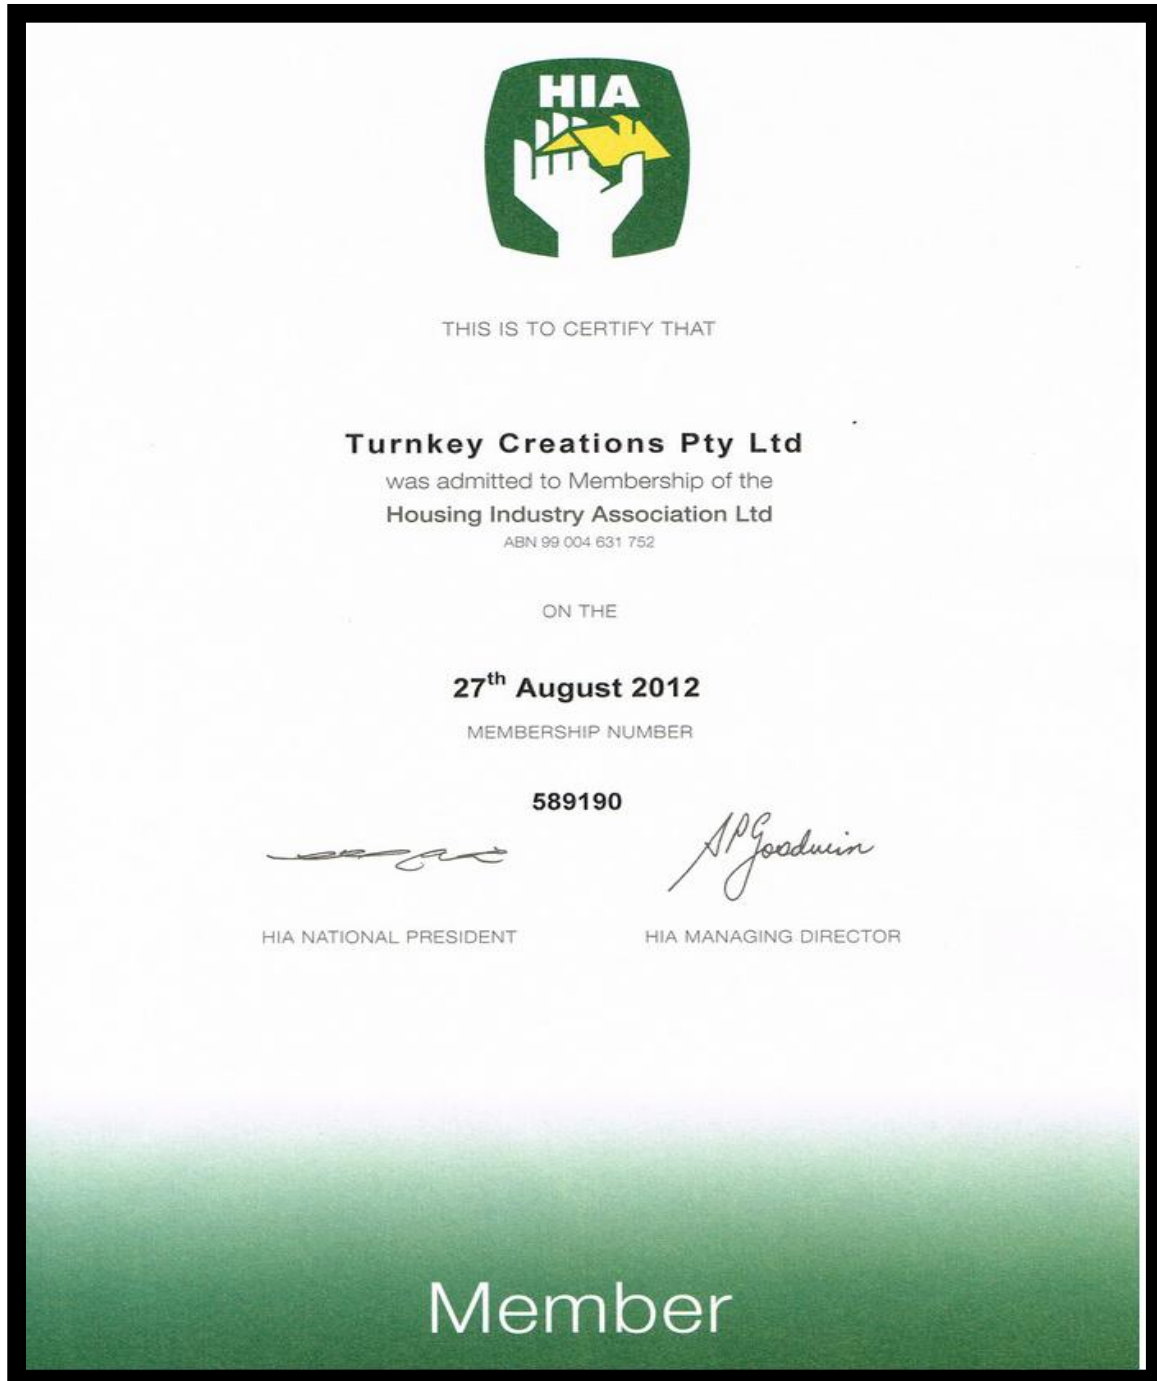 HIA
THIS IS TO CERTIFY THAT
Turnkey Creations Pty Ltd
was admitted to Membership of the
Housing Industry Association Ltd
ABN 99 004 631 752
ON THE
27th August 2012
MEMBERSHIP NUMBER
589190
SPGoodwin
HIA NATIONAL PRESIDENT
HIA MANAGING DIRECTOR
Member